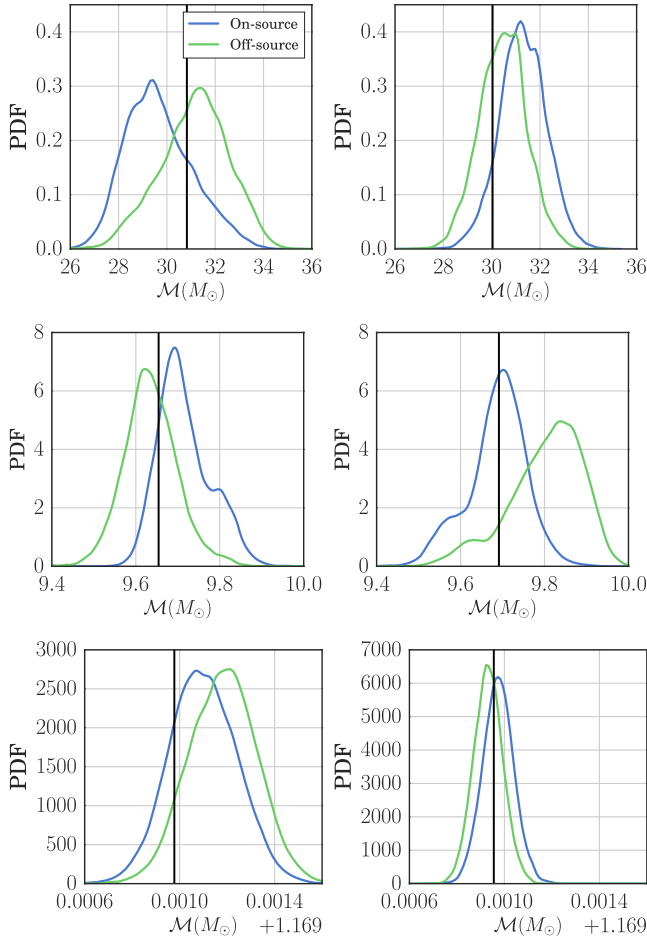 On-source
Off-source
PDF
0.4
0.3
0.2
0.1
0.0
26 28 30 32 34 36
ℳ(M⊙)
PDF
0.4
0.3
0.2
0.1
0.0
26 28 30 32 34 36
ℳ(M⊙)
PDF
8
6
4
2
0
9.4 9.6 9.8 10.0
ℳ(M⊙)
PDF
8
6
4
2
0
9.4 9.6 9.8 10.0
ℳ(M⊙)
PDF
3000
2500
2000
1500
1000
500
0
0.0006 0.0010 0.0014
ℳ(M⊙) +1.169
PDF
7000
6000
5000
4000
3000
2000
1000
0
0.0006 0.0010 0.0014
ℳ(M⊙) +1.169